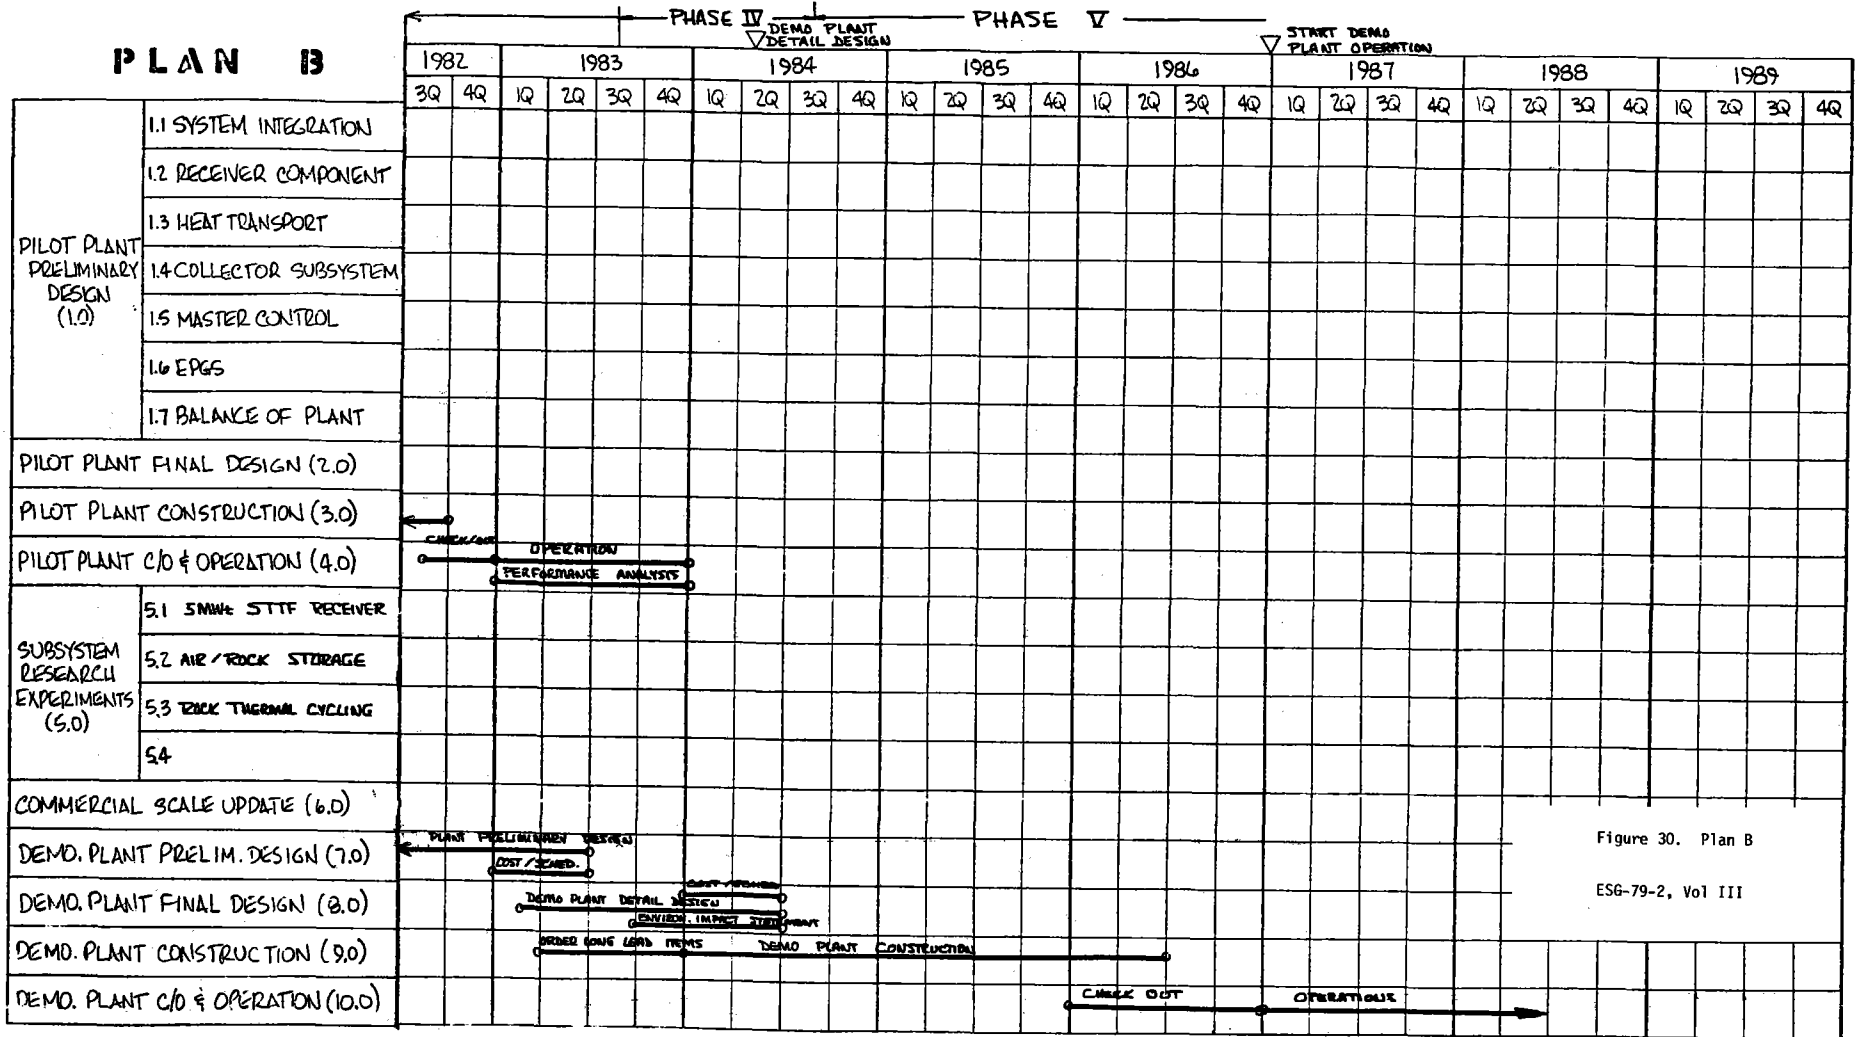 PHASE IV
PHASE V
DEMO PLANT
DETAIL DESIGN
START DEMO
PLANT OPERATION
PLAN B
1982 1983 1984 1985 1986 1987 1988 1989
3Q 4Q 1Q 2Q 3Q 4Q 1Q 2Q 3Q 4Q 1Q 2Q 3Q 4Q 1Q 2Q 3Q 4Q 1Q 2Q 3Q 4Q 1Q 2Q 3Q 4Q 1Q 2Q 3Q 4Q
PILOT PLANT
PRELIMINARY
DESIGN
(1.0)
1.1 SYSTEM INTEGRATION
1.2 RECEIVER COMPONENT
1.3 HEAT TRANSPORT
1.4 COLLECTOR SUBSYSTEM
1.5 MASTER CONTROL
1.6 EPGS
1.7 BALANCE OF PLANT
PILOT PLANT FINAL DESIGN (2.0)
PILOT PLANT CONSTRUCTION (3.0)
PILOT PLANT C/O & OPERATION (4.0)
CHECK/OUT
OPERATION
PERFORMANCE ANALYSIS
SUBSYSTEM
RESEARCH
EXPERIMENTS
(5.0)
5.1 5MWt STTF RECEIVER
5.2 AIR/ROCK STORAGE
5.3 ROCK THERMAL CYCLING
5.4
COMMERCIAL SCALE UPDATE (6.0)
DEMO. PLANT PRELIM. DESIGN (7.0)
PLANT PRELIMINARY DESIGN
COST/SCHED.
DEMO. PLANT FINAL DESIGN (8.0)
COST/SCHED
DEMO PLANT DETAIL DESIGN
ENVIRON. IMPACT STATEMENT
DEMO. PLANT CONSTRUCTION (9.0)
ORDER LONG LEAD ITEMS
DEMO PLANT CONSTRUCTION
DEMO. PLANT C/O & OPERATION (10.0)
CHECK OUT
OPERATIONS
Figure 30. Plan B
ESG-79-2, Vol III